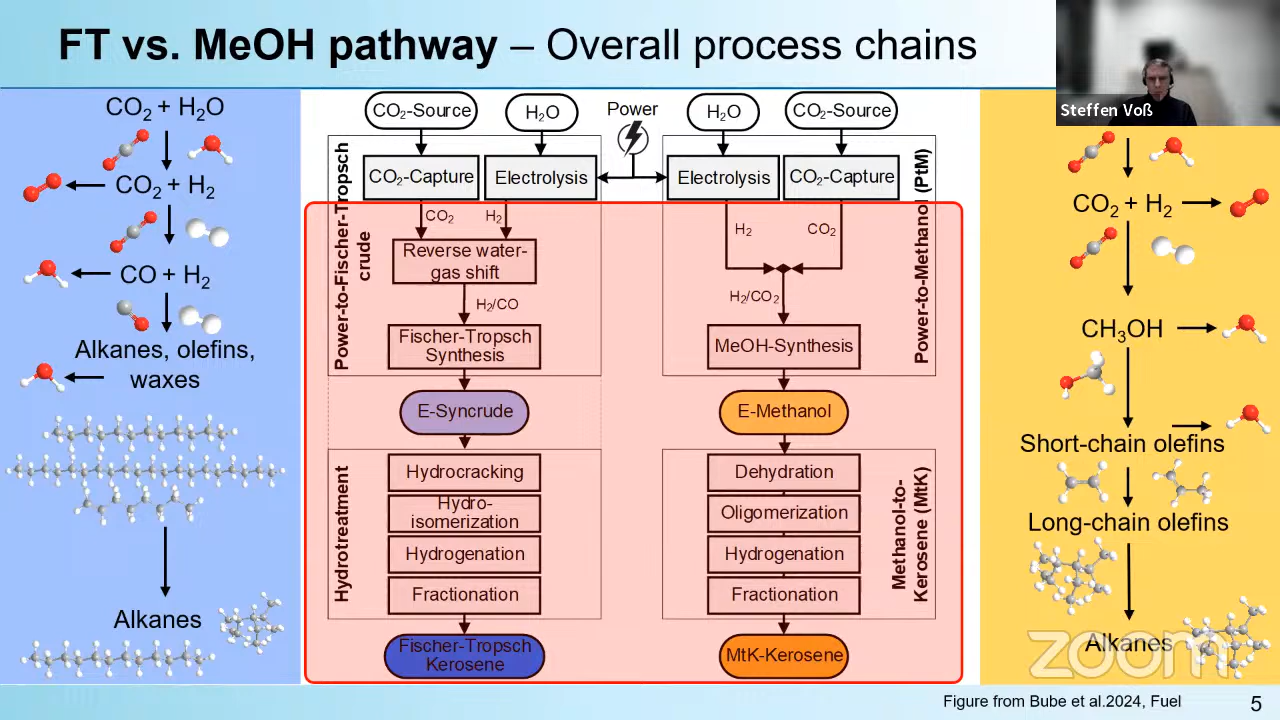 FT vs. MeOH pathway – Overall process chains
Steffen Voß
CO₂ + H₂O
CO₂ + H₂
CO + H₂
Alkanes, olefins,
waxes
Alkanes
CO₂-Source
H₂O
Power
H₂O
CO₂-Source
Power-to-Fischer-Tropsch
crude
CO₂-Capture
Electrolysis
Electrolysis
CO₂-Capture
Power-to-Methanol (PtM)
CO₂
H₂
H₂
CO₂
Reverse water-
gas shift
H₂/CO
H₂/CO₂
Fischer-Tropsch
Synthesis
MeOH-Synthesis
E-Syncrude
E-Methanol
Hydrotreatment
Hydrocracking
Hydro-
isomerization
Hydrogenation
Fractionation
Dehydration
Oligomerization
Hydrogenation
Fractionation
Methanol-to-
Kerosene (MtK)
Fischer-Tropsch
Kerosene
MtK-Kerosene
CO₂ + H₂
CH₃OH
Short-chain olefins
Long-chain olefins
Alkanes
zoom
Figure from Bube et al.2024, Fuel
5